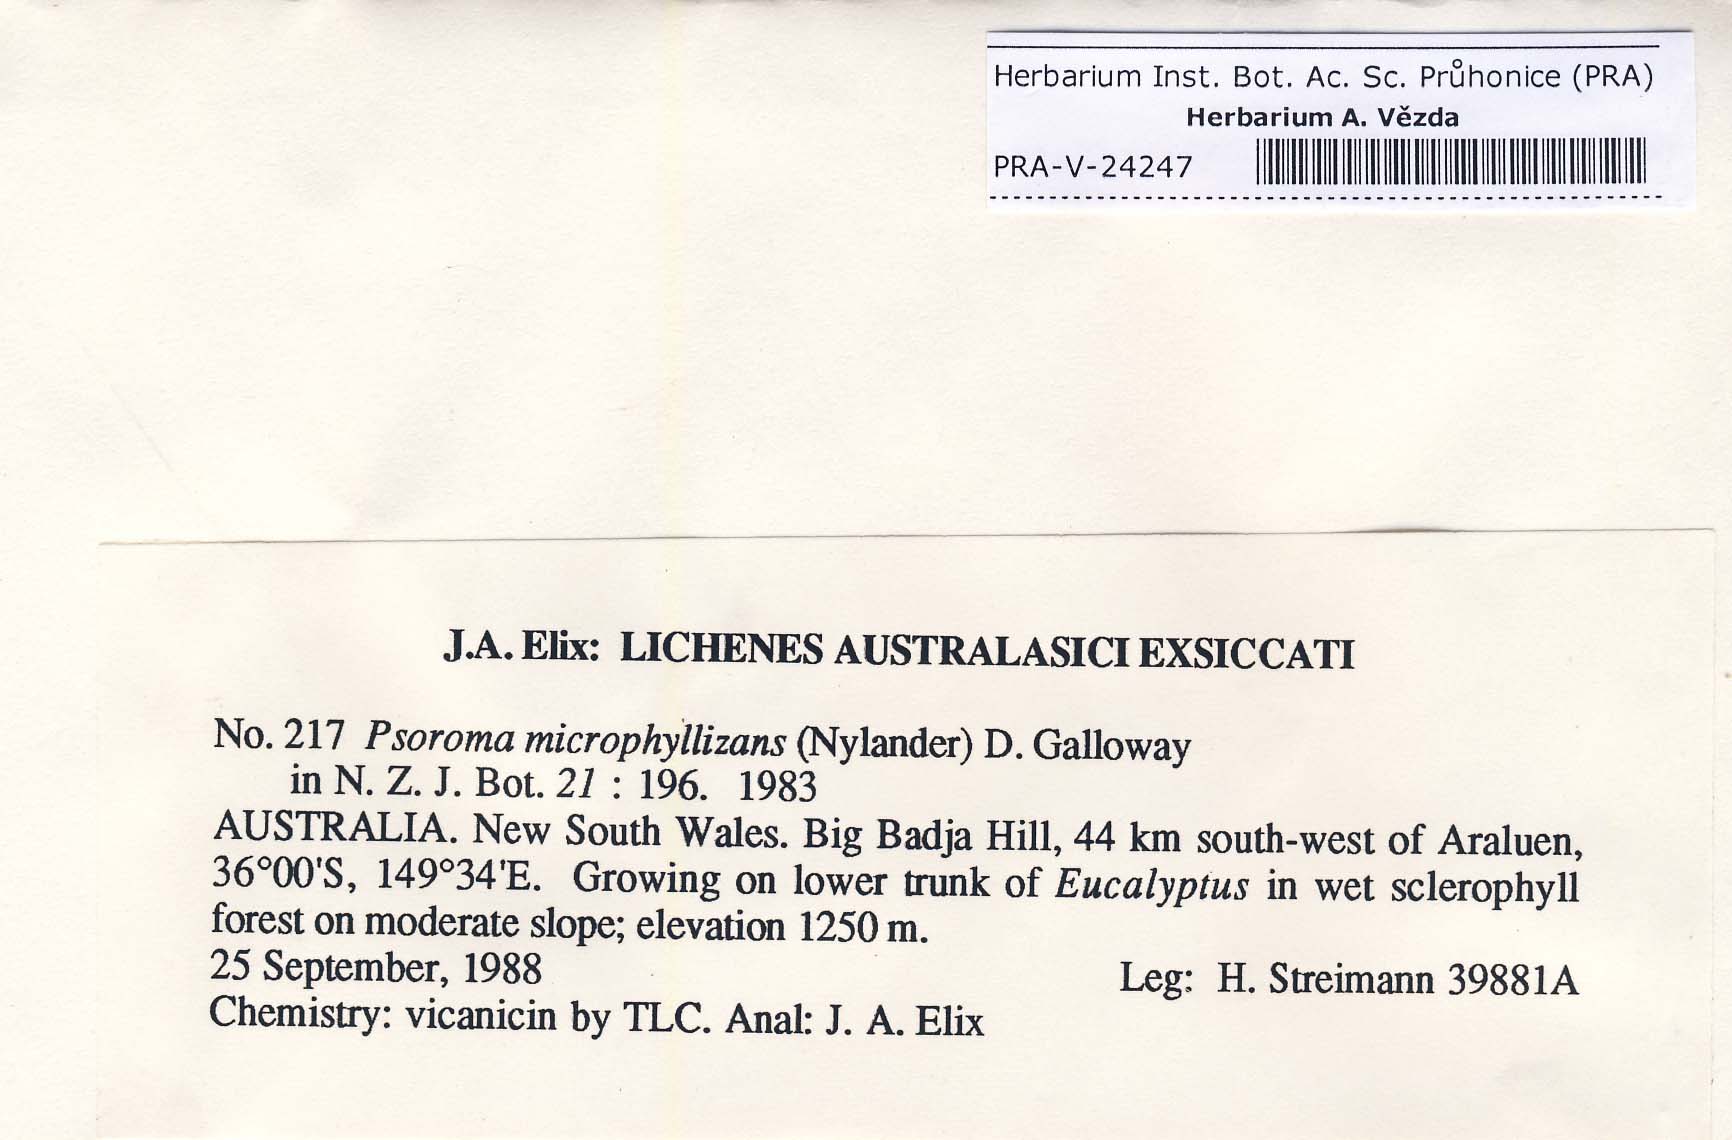 Herbarium Inst. Bot. Ac. Sc. Průhonice (PRA)
Herbarium A. Vězda
PRA-V-24247
J.A. Elix: LICHENES AUSTRALASICI EXSICCATI
No. 217 Psoroma microphyllizans (Nylander) D. Galloway
in N. Z. J. Bot. 21 : 196. 1983
AUSTRALIA. New South Wales. Big Badja Hill, 44 km south-west of Araluen,
36°00'S, 149°34'E. Growing on lower trunk of Eucalyptus in wet sclerophyll
forest on moderate slope; elevation 1250 m.
25 September, 1988 Leg: H. Streimann 39881A
Chemistry: vicanicin by TLC. Anal: J. A. Elix